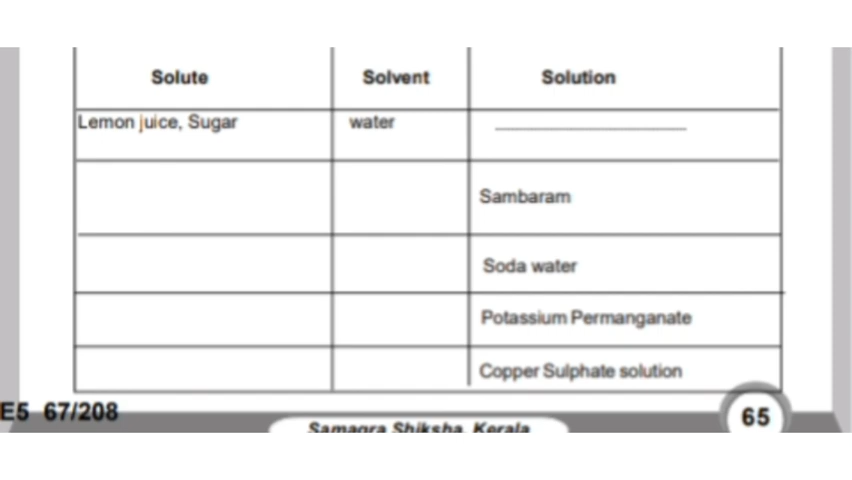 Solute Solvent Solution
Lemon juice, Sugar water
Sambaram
Soda water
Potassium Permanganate
Copper Sulphate solution
E5 67/208
65
Samagra Shiksha, Kerala